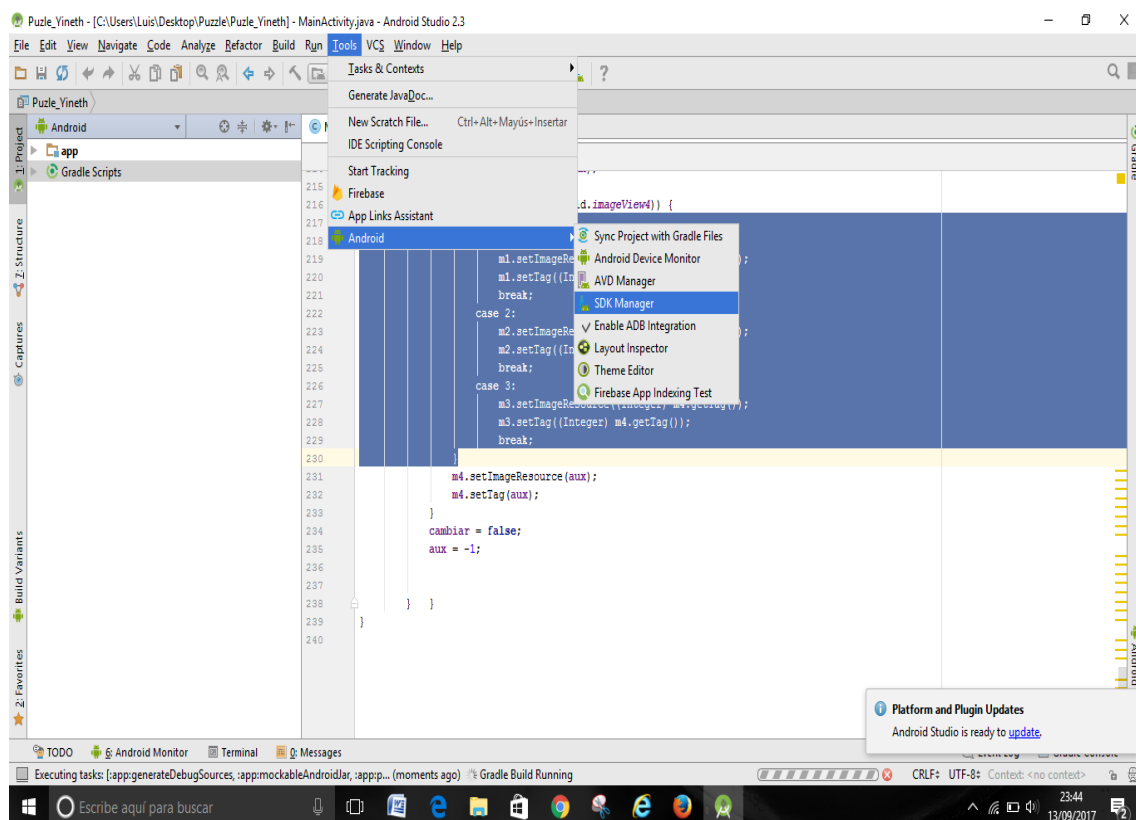 Puzle_Yineth - [C:\Users\Luis\Desktop\Puzzle\Puzle_Yineth] - MainActivity.java - Android Studio 2.3
File Edit View Navigate Code Analyze Refactor Build Run Tools VCS Window Help
Puzle_Yineth
Android
app
Gradle Scripts
1: Project
Z: Structure
Captures
Build Variants
2: Favorites
Tasks & Contexts
Generate JavaDoc...
New Scratch File... Ctrl+Alt+Mayús+Insertar
IDE Scripting Console
Start Tracking
Firebase
App Links Assistant
Android
Sync Project with Gradle Files
Android Device Monitor
AVD Manager
SDK Manager
Enable ADB Integration
Layout Inspector
Theme Editor
Firebase App Indexing Test
215
216 d.imageView4)) {
217
218
219 m1.setImageRe );
220 m1.setTag((In
221 break;
222 case 2:
223 m2.setImageRe );
224 m2.setTag((In
225 break;
226 case 3:
227 m3.setImageResource((Integer) m4.getTag());
228 m3.setTag((Integer) m4.getTag());
229 break;
230 }
231 m4.setImageResource(aux);
232 m4.setTag(aux);
233 }
234 cambiar = false;
235 aux = -1;
236
237
238 } }
239 }
240
Gradle
Platform and Plugin Updates
Android Studio is ready to update.
TODO 6: Android Monitor Terminal 0: Messages Event Log Gradle Console
Executing tasks: [:app:generateDebugSources, :app:mockableAndroidJar, :app:p... (moments ago) Gradle Build Running CRLF÷ UTF-8÷ Context: <no context>
Escribe aquí para buscar
23:44
13/09/2017